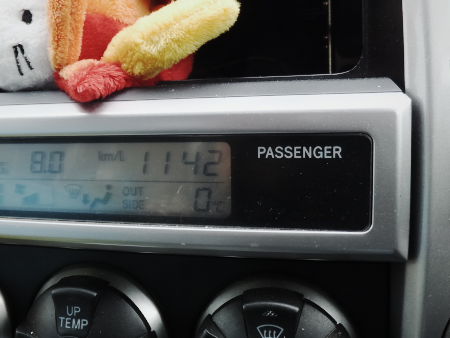 8.0 km/L 1142
PASSENGER
OUT
SIDE 0°C
UP
TEMP